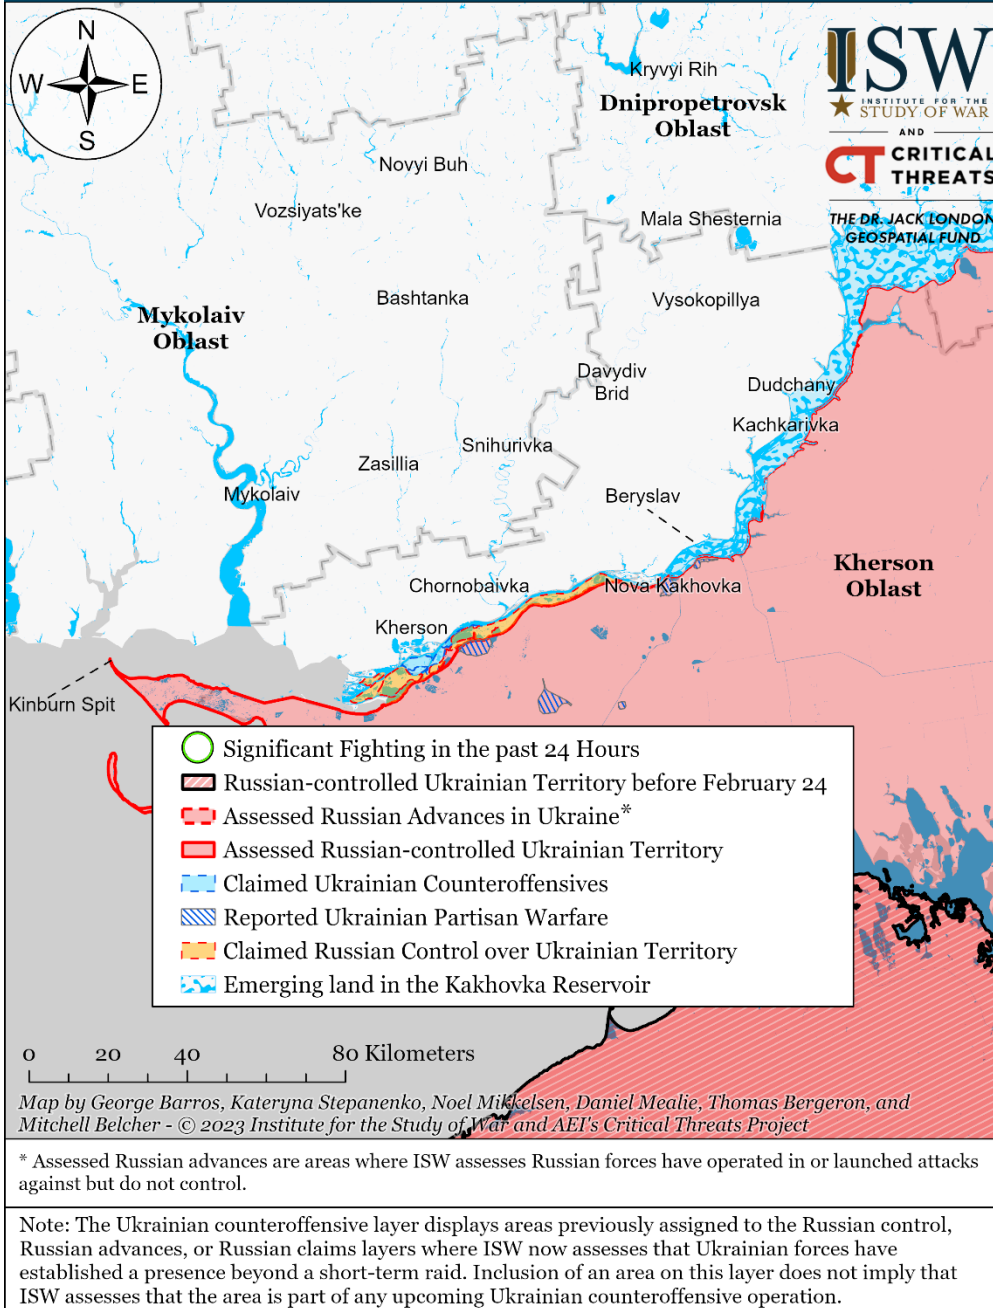 N
W
E
S
Kryvyi Rih
Dnipropetrovsk
Oblast
ISW
INSTITUTE FOR THE
STUDY OF WAR
AND
CT CRITICAL
THREATS
THE DR. JACK LONDON
GEOSPATIAL FUND
Novyi Buh
Vozsiyats'ke
Mala Shesternia
Bashtanka
Vysokopillya
Mykolaiv
Oblast
Davydiv
Brid
Dudchany
Kachkarivka
Snihurivka
Zasillia
Mykolaiv
Beryslav
Kherson
Oblast
Chornobaivka
Nova Kakhovka
Kherson
Kinburn Spit
Significant Fighting in the past 24 Hours
Russian-controlled Ukrainian Territory before February 24
Assessed Russian Advances in Ukraine*
Assessed Russian-controlled Ukrainian Territory
Claimed Ukrainian Counteroffensives
Reported Ukrainian Partisan Warfare
Claimed Russian Control over Ukrainian Territory
Emerging land in the Kakhovka Reservoir
0 20 40 80 Kilometers
Map by George Barros, Kateryna Stepanenko, Noel Mikkelsen, Daniel Mealie, Thomas Bergeron, and
Mitchell Belcher - © 2023 Institute for the Study of War and AEI's Critical Threats Project
* Assessed Russian advances are areas where ISW assesses Russian forces have operated in or launched attacks
against but do not control.
Note: The Ukrainian counteroffensive layer displays areas previously assigned to the Russian control,
Russian advances, or Russian claims layers where ISW now assesses that Ukrainian forces have
established a presence beyond a short-term raid. Inclusion of an area on this layer does not imply that
ISW assesses that the area is part of any upcoming Ukrainian counteroffensive operation.